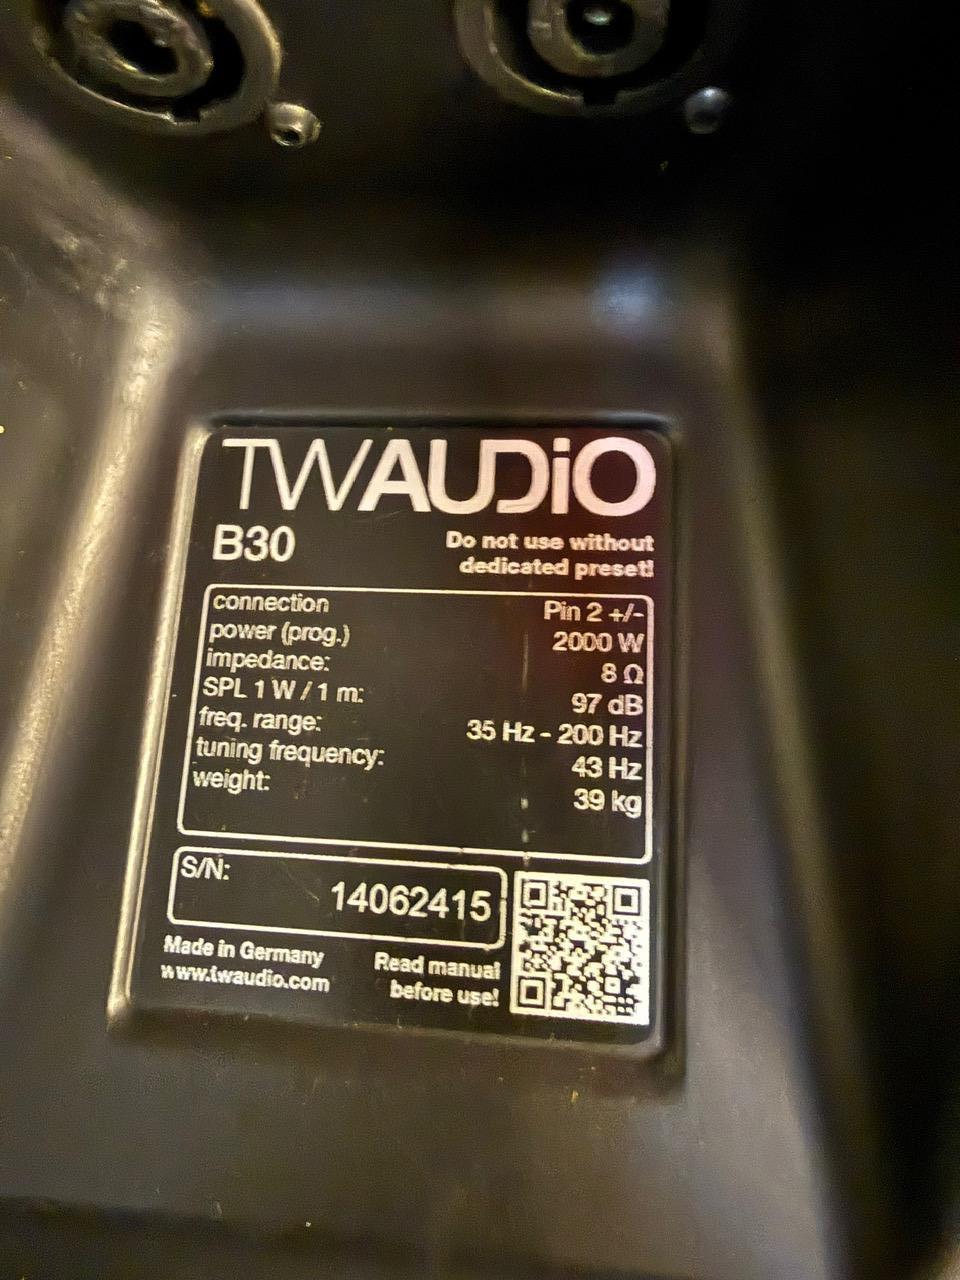 TWAUDiO
B30
Do not use without
dedicated preset!
connection Pin 2 +/-
power (prog.) 2000 W
impedance: 8 Ω
SPL 1 W / 1 m: 97 dB
freq. range: 35 Hz - 200 Hz
tuning frequency: 43 Hz
weight: 39 kg
S/N: 14062415
Made in Germany
www.twaudio.com
Read manual
before use!